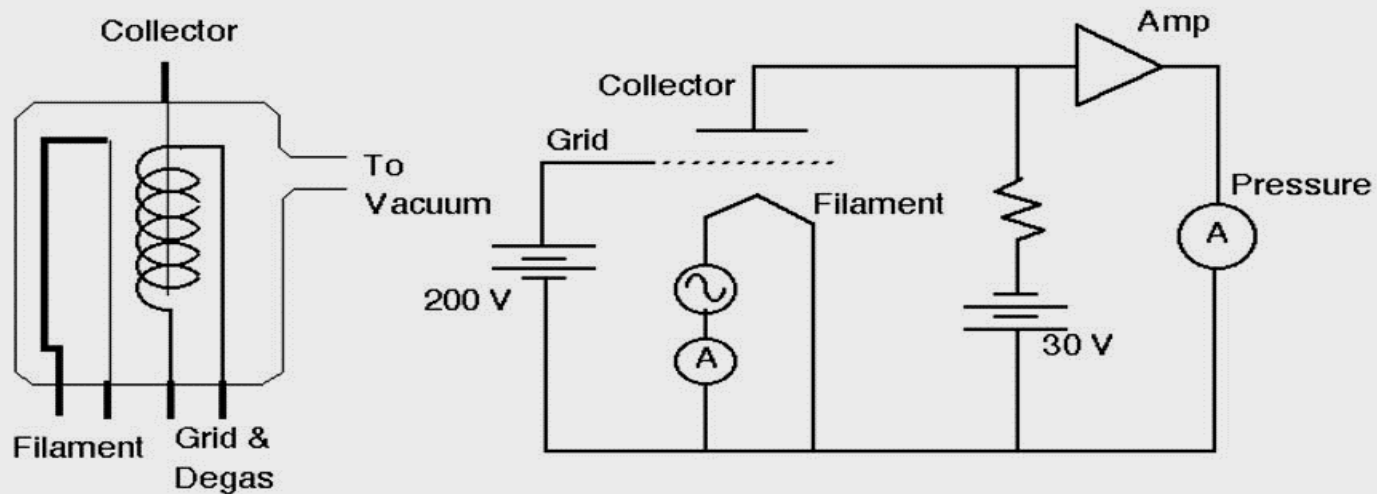 Collector
To
Vacuum
Filament
Grid &
Degas
Amp
Collector
Grid
Filament
Pressure
A
200 V
A
30 V